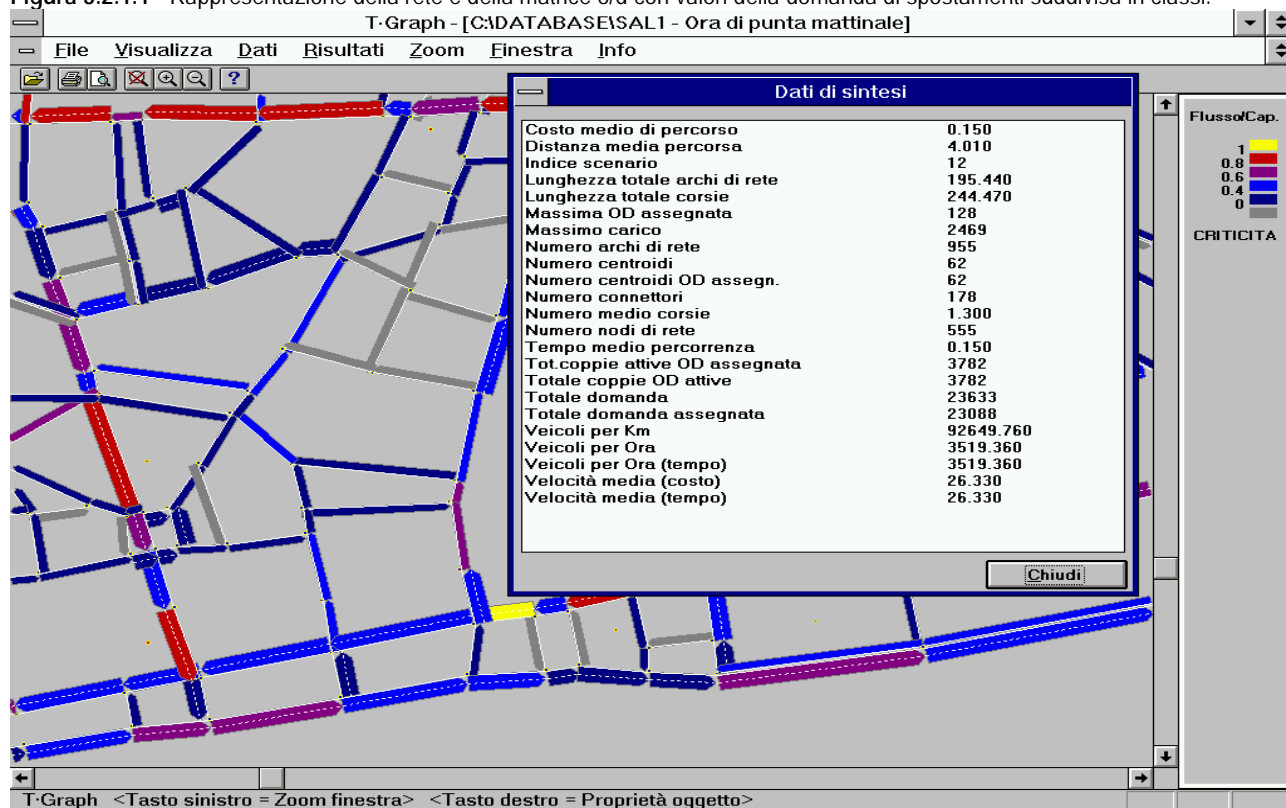 Figura 3.2.1.1 - Rappresentazione della rete e della matrice o/d con valori della domanda di spostamenti suddivisa in classi.
T·Graph - [C:\DATABASE\SAL1 - Ora di punta mattinale]
File Visualizza Dati Risultati Zoom Finestra Info
?
Dati di sintesi
Costo medio di percorso 0.150
Distanza media percorsa 4.010
Indice scenario 12
Lunghezza totale archi di rete 195.440
Lunghezza totale corsie 244.470
Massima OD assegnata 128
Massimo carico 2469
Numero archi di rete 955
Numero centroidi 62
Numero centroidi OD assegn. 62
Numero connettori 178
Numero medio corsie 1.300
Numero nodi di rete 555
Tempo medio percorrenza 0.150
Tot.coppie attive OD assegnata 3782
Totale coppie OD attive 3782
Totale domanda 23633
Totale domanda assegnata 23088
Veicoli per Km 92649.760
Veicoli per Ora 3519.360
Veicoli per Ora (tempo) 3519.360
Velocità media (costo) 26.330
Velocità media (tempo) 26.330
Chiudi
Flusso/Cap.
1
0.8
0.6
0.4
0
CRITICITA
T·Graph <Tasto sinistro = Zoom finestra> <Tasto destro = Proprietà oggetto>